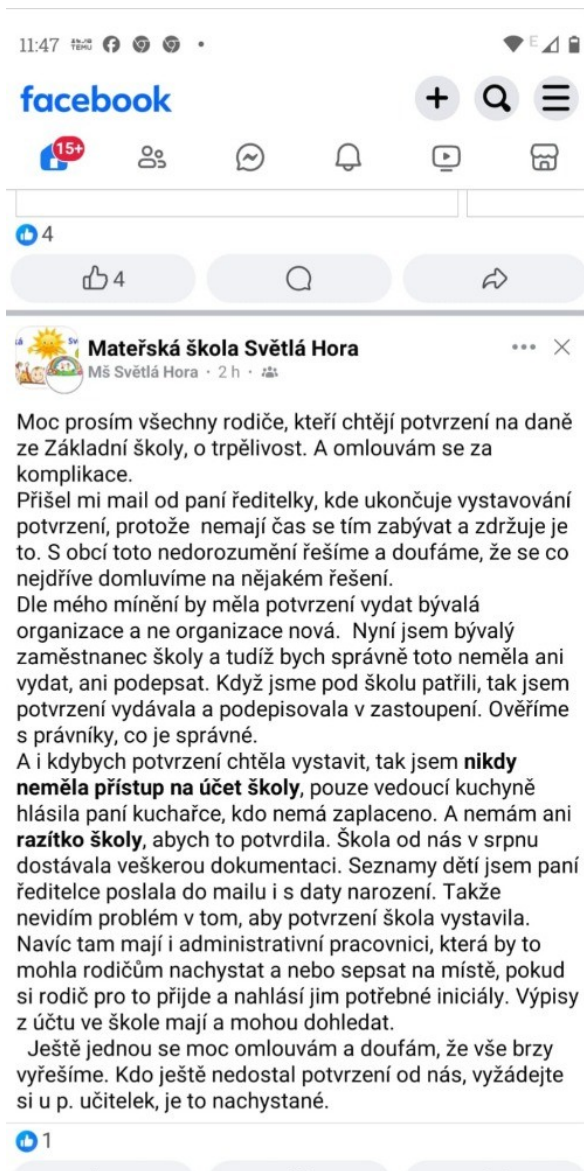 11:47
facebook
15+
4
4
Mateřská škola Světlá Hora
Mš Světlá Hora · 2 h ·
Moc prosím všechny rodiče, kteří chtějí potvrzení na daně
ze Základní školy, o trpělivost. A omlouvám se za
komplikace.
Přišel mi mail od paní ředitelky, kde ukončuje vystavování
potvrzení, protože  nemají čas se tím zabývat a zdržuje je
to. S obcí toto nedorozumění řešíme a doufáme, že se co
nejdříve domluvíme na nějakém řešení.
Dle mého mínění by měla potvrzení vydat bývalá
organizace a ne organizace nová.  Nyní jsem bývalý
zaměstnanec školy a tudíž bych správně toto neměla ani
vydat, ani podepsat. Když jsme pod školu patřili, tak jsem
potvrzení vydávala a podepisovala v zastoupení. Ověříme
s právníky, co je správné.
A i kdybych potvrzení chtěla vystavit, tak jsem nikdy
neměla přístup na účet školy, pouze vedoucí kuchyně
hlásila paní kuchařce, kdo nemá zaplaceno. A nemám ani
razítko školy, abych to potvrdila. Škola od nás v srpnu
dostávala veškerou dokumentaci. Seznamy dětí jsem paní
ředitelce poslala do mailu i s daty narození. Takže
nevidím problém v tom, aby potvrzení škola vystavila.
Navíc tam mají i administrativní pracovnici, která by to
mohla rodičům nachystat a nebo sepsat na místě, pokud
si rodič pro to přijde a nahlásí jim potřebné iniciály. Výpisy
z účtu ve škole mají a mohou dohledat.
Ještě jednou se moc omlouvám a doufám, že vše brzy
vyřešíme. Kdo ještě nedostal potvrzení od nás, vyžádejte
si u p. učitelek, je to nachystané.
1